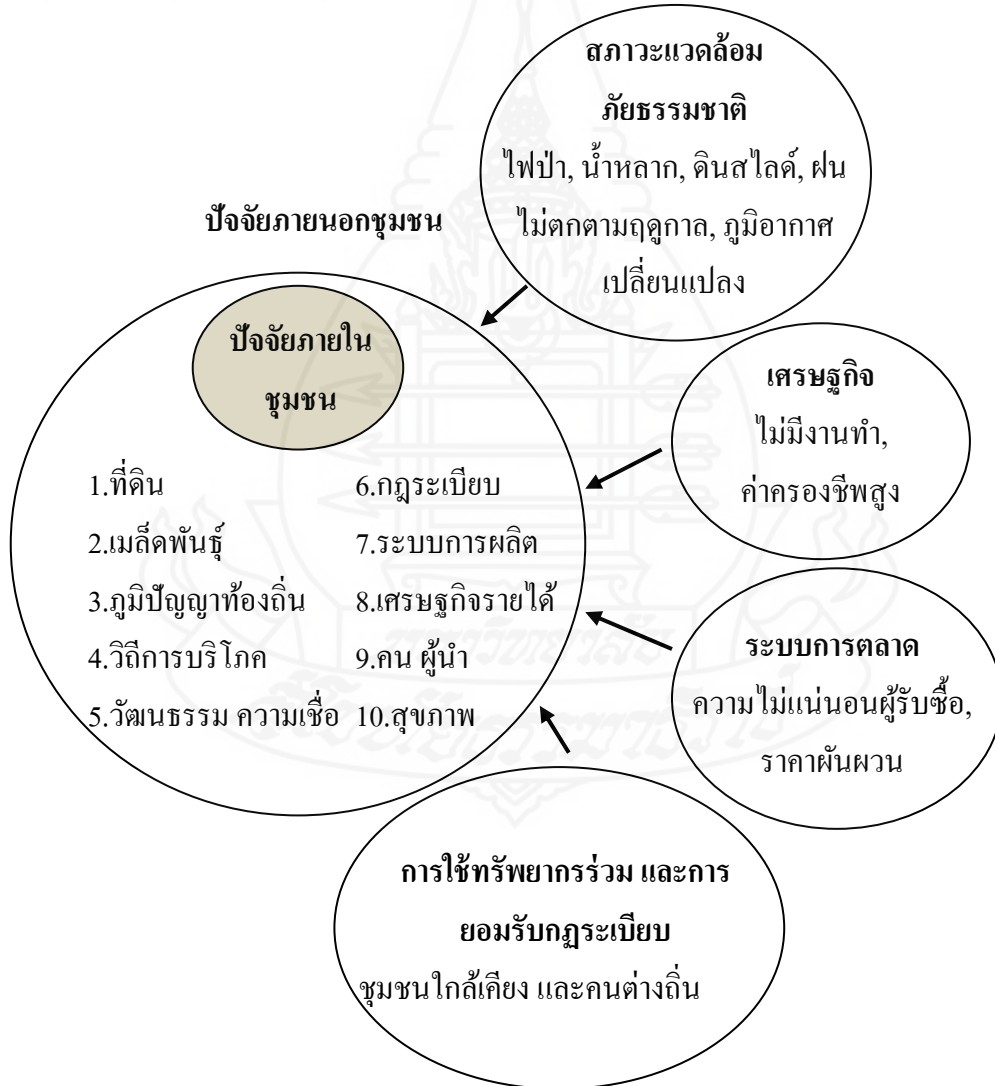 สภาวะแวดล้อม
ภัยธรรมชาติ
ไฟป่า, น้ำหลาก, ดินสไลด์, ฝน
ไม่ตกตามฤดูกาล, ภูมิอากาศ
เปลี่ยนแปลง
ปัจจัยภายนอกชุมชน
ปัจจัยภายใน
ชุมชน
1.ที่ดิน
2.เมล็ดพันธุ์
3.ภูมิปัญญาท้องถิ่น
4.วิถีการบริโภค
5.วัฒนธรรม ความเชื่อ
6.กฎระเบียบ
7.ระบบการผลิต
8.เศรษฐกิจรายได้
9.คน ผู้นำ
10.สุขภาพ
เศรษฐกิจ
ไม่มีงานทำ,
ค่าครองชีพสูง
ระบบการตลาด
ความไม่แน่นอนผู้รับซื้อ,
ราคาผันผวน
การใช้ทรัพยากรร่วม และการ
ยอมรับกฎระเบียบ
ชุมชนใกล้เคียง และคนต่างถิ่น